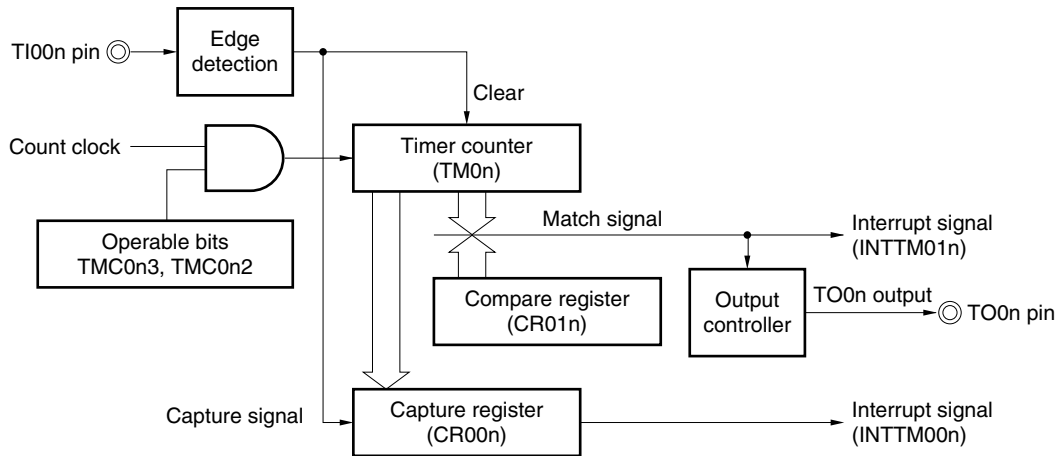 TI00n pin
Edge
detection
Clear
Count clock
Timer counter
(TM0n)
Operable bits
TMC0n3, TMC0n2
Match signal
Interrupt signal
(INTTM01n)
Compare register
(CR01n)
Output
controller
TO0n output
TO0n pin
Capture signal
Capture register
(CR00n)
Interrupt signal
(INTTM00n)